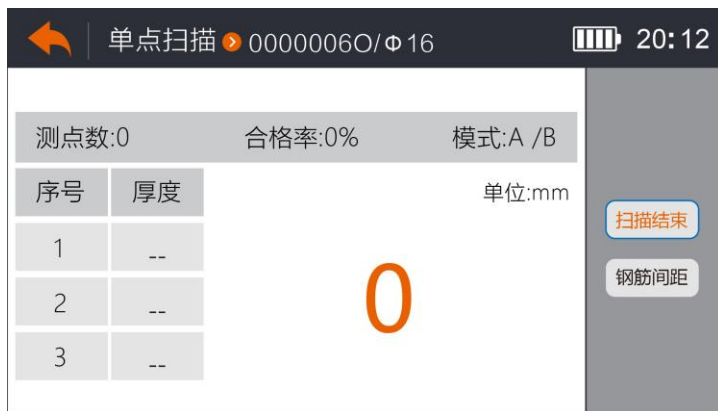 单点扫描 0000006O/Φ16 20:12
测点数:0 合格率:0% 模式:A /B
序号 厚度 单位:mm
扫描结束
1 --
钢筋间距
2 -- 0
3 --